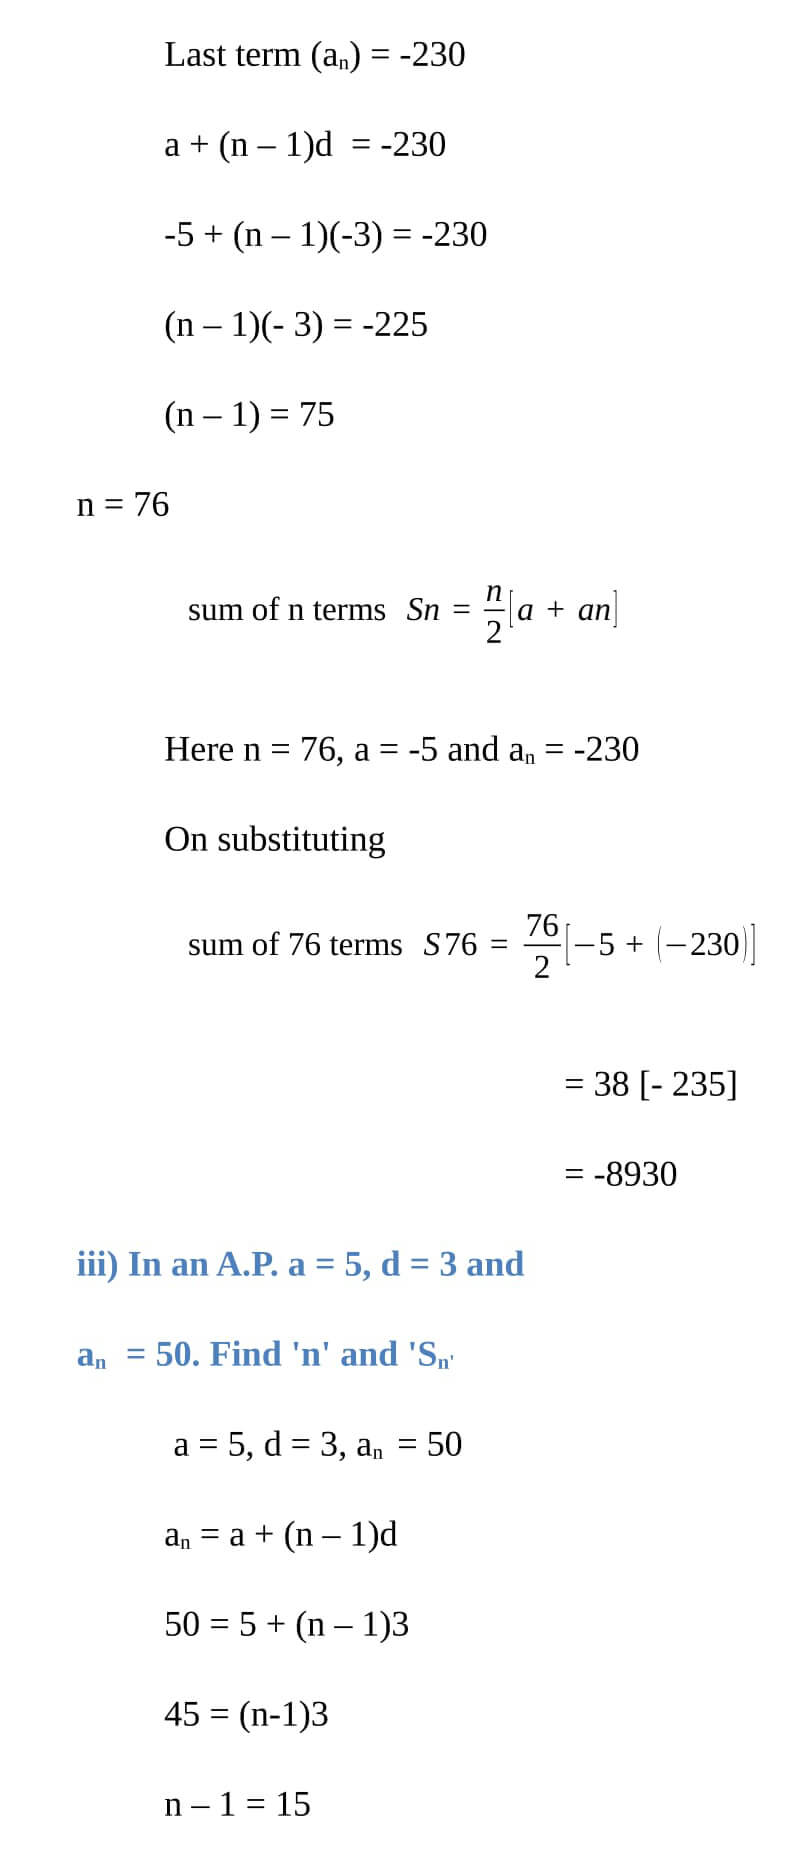 Last term (an) = -230
a + (n – 1)d = -230
-5 + (n – 1)(-3) = -230
(n – 1)(- 3) = -225
(n – 1) = 75
n = 76
sum of n terms Sn = n/2[a + an]
Here n = 76, a = -5 and an = -230
On substituting
sum of 76 terms S76 = 76/2[−5 + (−230)]
= 38 [- 235]
= -8930
iii) In an A.P. a = 5, d = 3 and
an = 50. Find 'n' and 'Sn'
a = 5, d = 3, an = 50
an = a + (n – 1)d
50 = 5 + (n – 1)3
45 = (n-1)3
n – 1 = 15